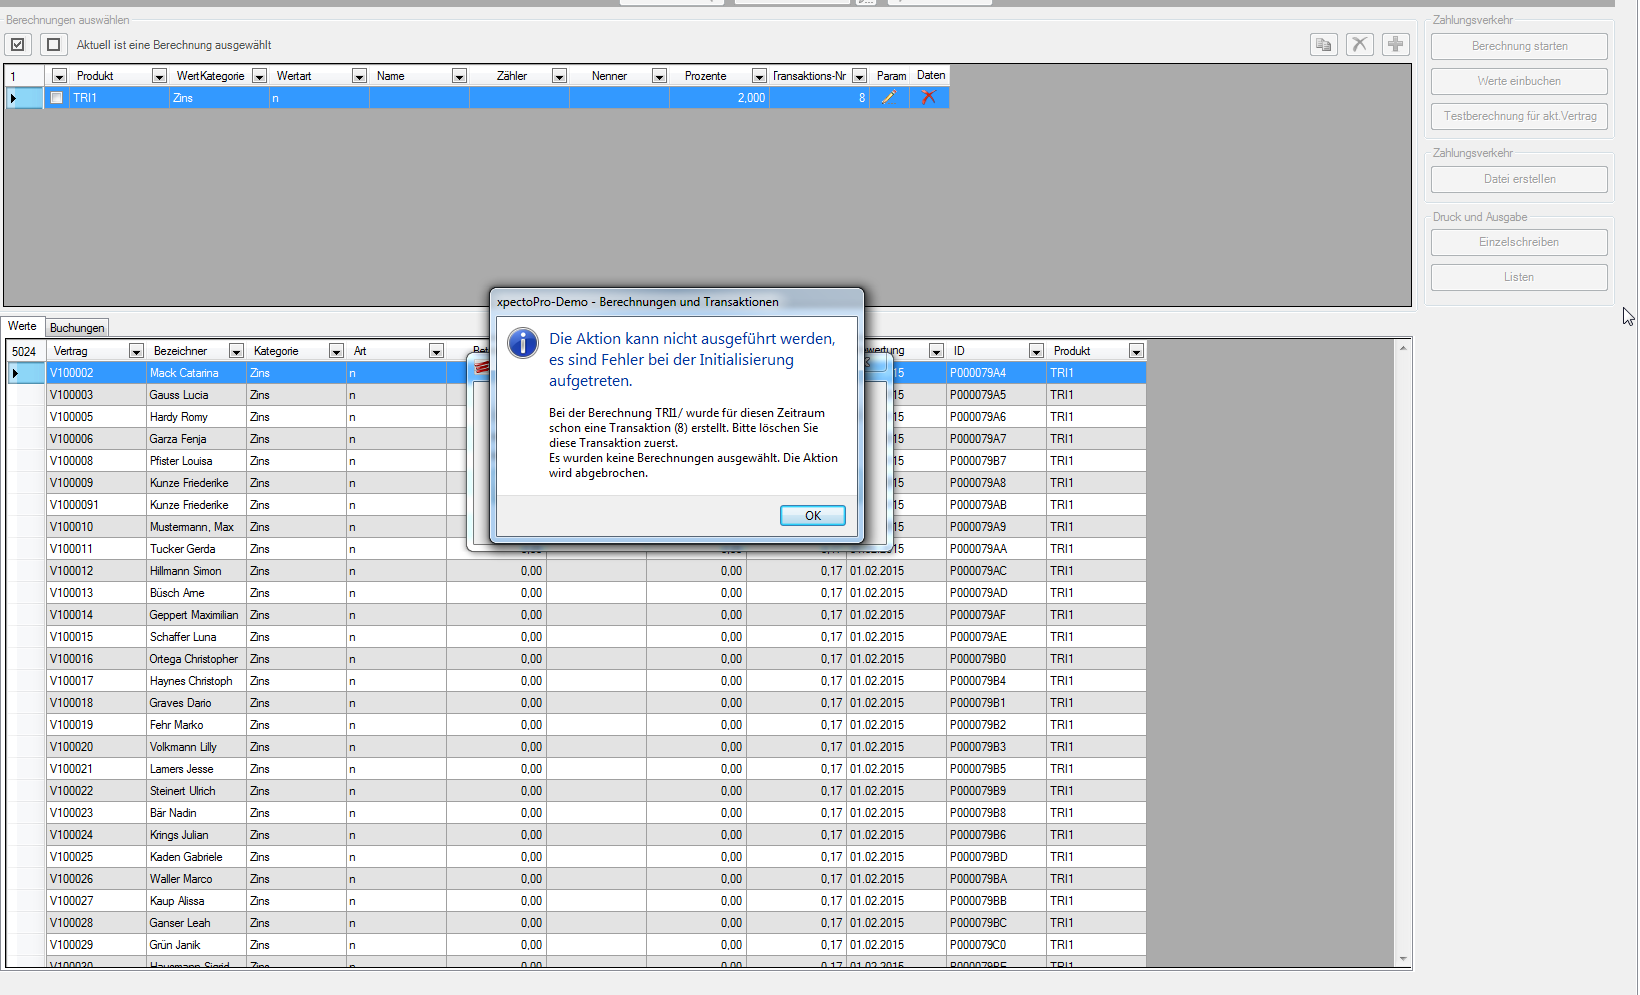 Berechnungen auswählen
Aktuell ist eine Berechnung ausgewählt
1 Produkt WertKategorie Wertart Name Zähler Nenner Prozente Transaktions-Nr Param Daten
TRI1 Zins n 2,000 8
Zahlungsverkehr
Berechnung starten
Werte einbuchen
Testberechnung für akt.Vertrag
Zahlungsverkehr
Datei erstellen
Druck und Ausgabe
Einzelschreiben
Listen
xpectoPro-Demo - Berechnungen und Transaktionen
Die Aktion kann nicht ausgeführt werden,
es sind Fehler bei der Initialisierung
aufgetreten.
Bei der Berechnung TRI1/ wurde für diesen Zeitraum
schon eine Transaktion (8) erstellt. Bitte löschen Sie
diese Transaktion zuerst.
Es wurden keine Berechnungen ausgewählt. Die Aktion
wird abgebrochen.
OK
Werte Buchungen
5024 Vertrag Bezeichner Kategorie Art ID Produkt
V100002 Mack Catarina Zins n 15 P000079A4 TRI1
V100003 Gauss Lucia Zins n 15 P000079A5 TRI1
V100005 Hardy Romy Zins n 15 P000079A6 TRI1
V100006 Garza Fenja Zins n 15 P000079A7 TRI1
V100008 Pfister Louisa Zins n 15 P000079B7 TRI1
V100009 Kunze Friederike Zins n 15 P000079A8 TRI1
V1000091 Kunze Friederike Zins n 15 P000079AB TRI1
V100010 Mustermann, Max Zins n 15 P000079A9 TRI1
V100011 Tucker Gerda Zins n 15 P000079AA TRI1
V100012 Hillmann Simon Zins n 0,00 0,00 0,17 01.02.2015 P000079AC TRI1
V100013 Büsch Arne Zins n 0,00 0,00 0,17 01.02.2015 P000079AD TRI1
V100014 Geppert Maximilian Zins n 0,00 0,00 0,17 01.02.2015 P000079AF TRI1
V100015 Schaffer Luna Zins n 0,00 0,00 0,17 01.02.2015 P000079AE TRI1
V100016 Ortega Christopher Zins n 0,00 0,00 0,17 01.02.2015 P000079B0 TRI1
V100017 Haynes Christoph Zins n 0,00 0,00 0,17 01.02.2015 P000079B4 TRI1
V100018 Graves Dario Zins n 0,00 0,00 0,17 01.02.2015 P000079B1 TRI1
V100019 Fehr Marko Zins n 0,00 0,00 0,17 01.02.2015 P000079B2 TRI1
V100020 Volkmann Lilly Zins n 0,00 0,00 0,17 01.02.2015 P000079B3 TRI1
V100021 Lamers Jesse Zins n 0,00 0,00 0,17 01.02.2015 P000079B5 TRI1
V100022 Steinert Ulrich Zins n 0,00 0,00 0,17 01.02.2015 P000079B9 TRI1
V100023 Bär Nadin Zins n 0,00 0,00 0,17 01.02.2015 P000079B8 TRI1
V100024 Krings Julian Zins n 0,00 0,00 0,17 01.02.2015 P000079B6 TRI1
V100025 Kaden Gabriele Zins n 0,00 0,00 0,17 01.02.2015 P000079BD TRI1
V100026 Waller Marco Zins n 0,00 0,00 0,17 01.02.2015 P000079BA TRI1
V100027 Kaup Alissa Zins n 0,00 0,00 0,17 01.02.2015 P000079BB TRI1
V100028 Ganser Leah Zins n 0,00 0,00 0,17 01.02.2015 P000079BC TRI1
V100029 Grün Janik Zins n 0,00 0,00 0,17 01.02.2015 P000079C0 TRI1
V100030 Hausmann Sigrid Zins n 0,00 0,00 0,17 01.02.2015 P000079BE TRI1